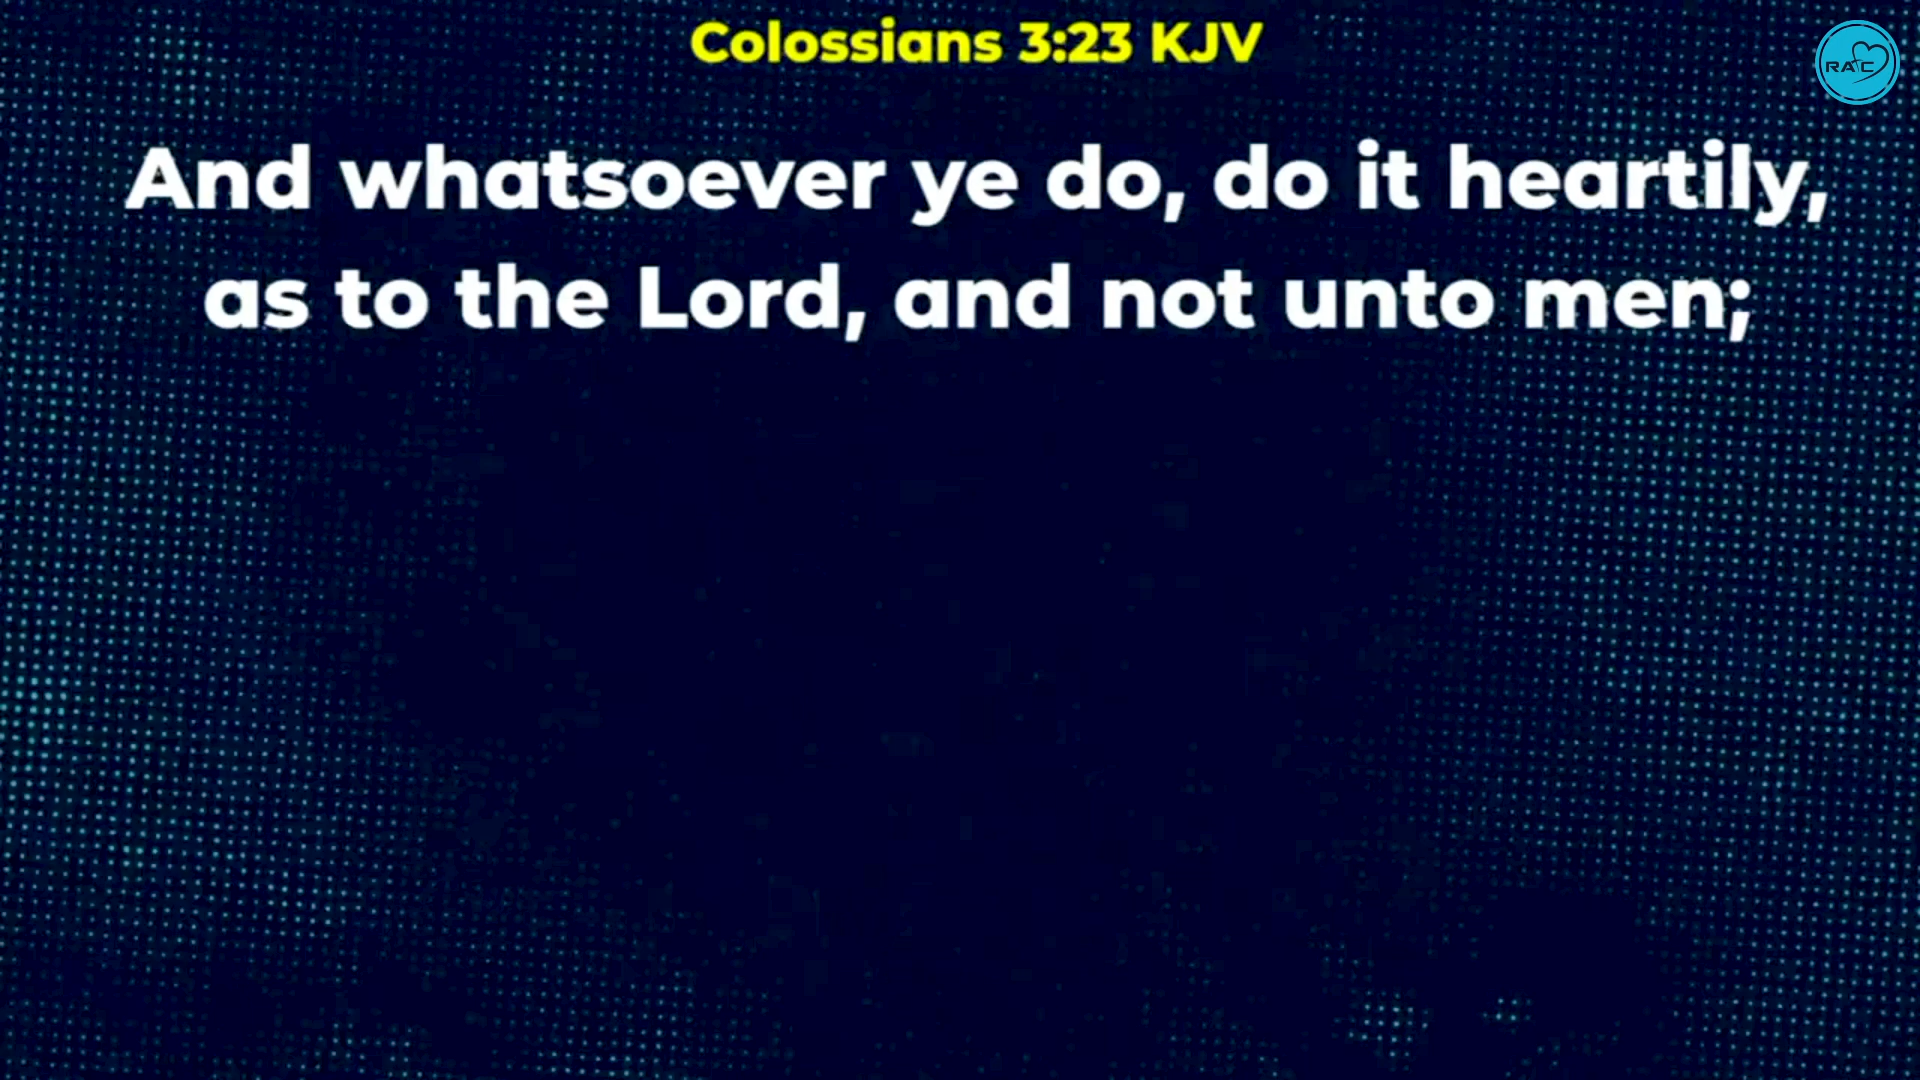 Colossians 3:23 KJV
RAC
And whatsoever ye do, do it heartily,
as to the Lord, and not unto men;